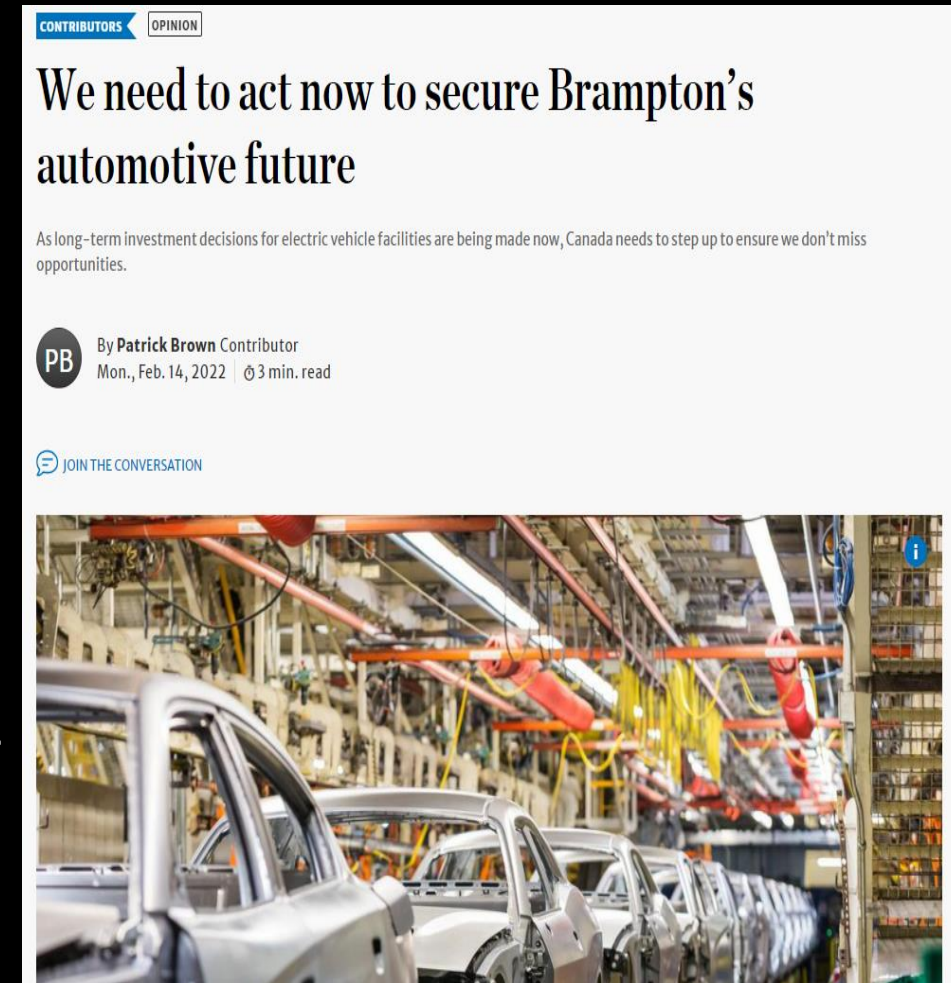 CONTRIBUTORS OPINION
We need to act now to secure Brampton's
automotive future
As long-term investment decisions for electric vehicle facilities are being made now, Canada needs to step up to ensure we don't miss
opportunities.
PB
By Patrick Brown Contributor
Mon., Feb. 14, 2022 3 min. read
JOIN THE CONVERSATION
i